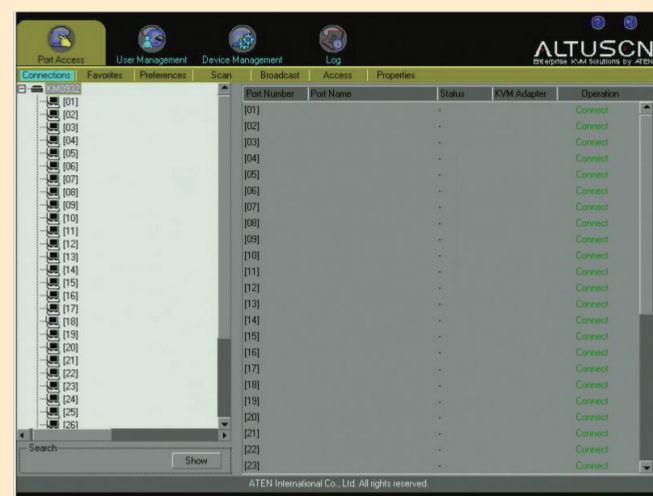 Port Access
User Management
Device Management
Log
ALTUSCN
Enterprise KVM Solutions by ATEN
Connections Favorites Preferences Scan Broadcast Access Properties
KM0932
[01]
[02]
[03]
[04]
[05]
[06]
[07]
[08]
[09]
[10]
[11]
[12]
[13]
[14]
[15]
[16]
[17]
[18]
[19]
[20]
[21]
[22]
[23]
[24]
[25]
[26]
Search
Show
Port Number Port Name Status KVM Adapter Operation
[01] - Connect
[02] - Connect
[03] - Connect
[04] - Connect
[05] - Connect
[06] - Connect
[07] - Connect
[08] - Connect
[09] - Connect
[10] - Connect
[11] - Connect
[12] - Connect
[13] - Connect
[14] - Connect
[15] - Connect
[16] - Connect
[17] - Connect
[18] - Connect
[19] - Connect
[20] - Connect
[21] - Connect
[22] - Connect
[23] - Connect
ATEN International Co., Ltd. All rights reserved.